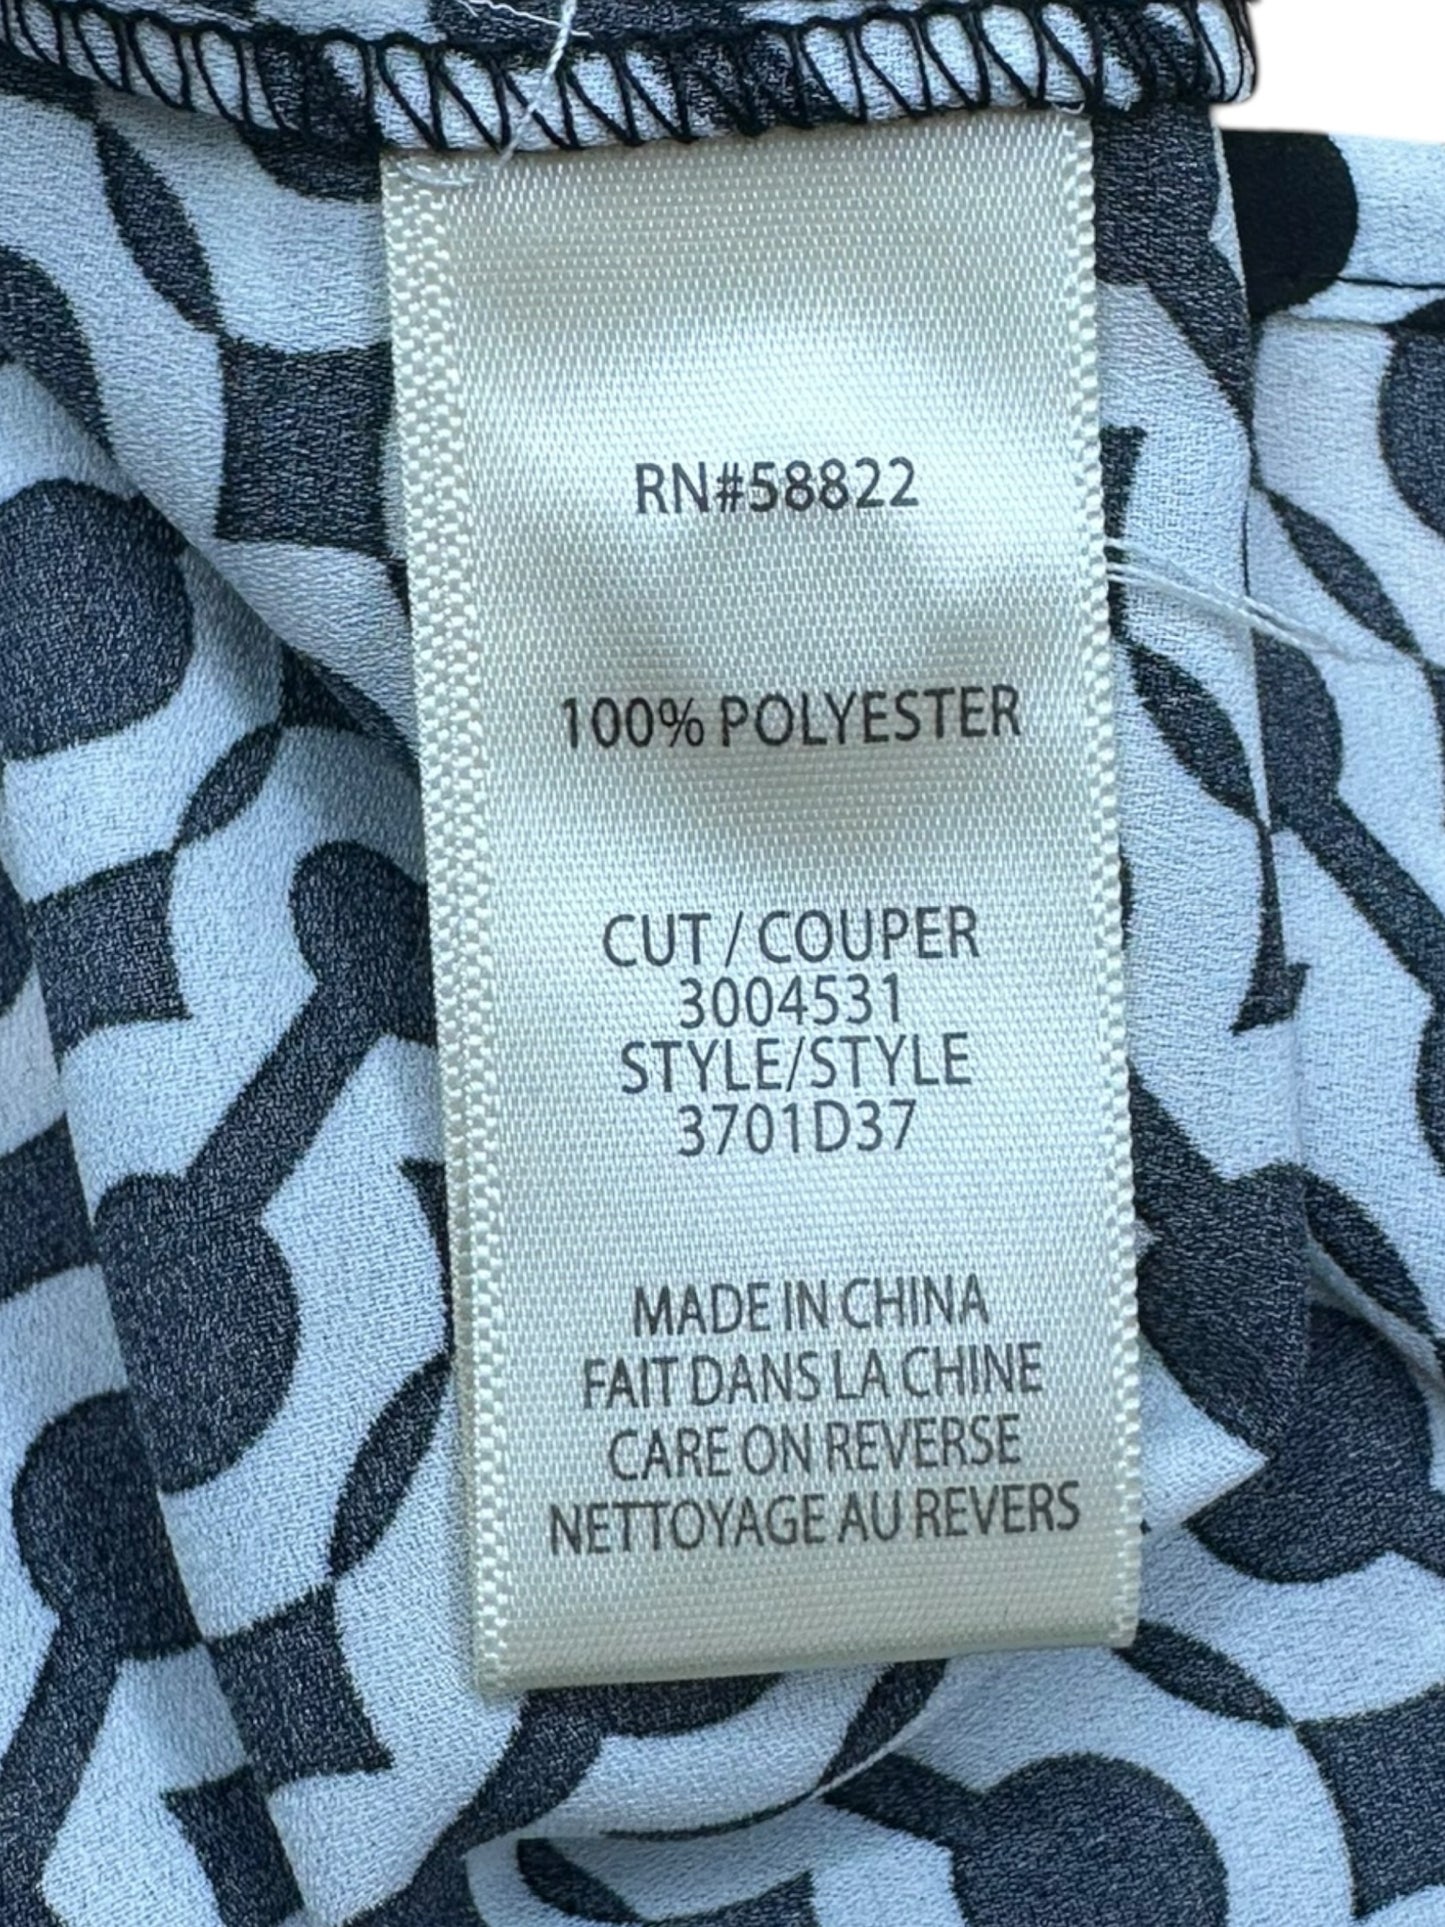 RN#58822
100% POLYESTER
CUT / COUPER
3004531
STYLE/STYLE
3701D37
MADE IN CHINA
FAIT DANS LA CHINE
CARE ON REVERSE
NETTOYAGE AU REVERS